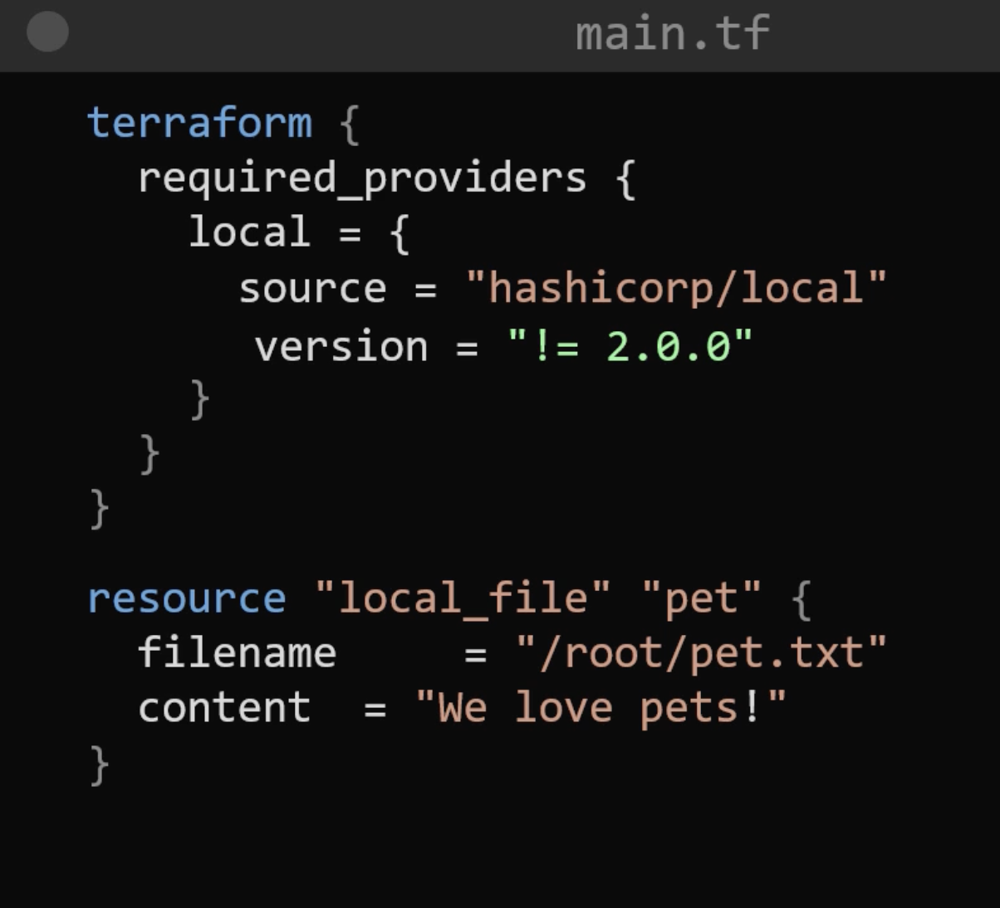 main.tf
terraform {
  required_providers {
    local = {
      source = "hashicorp/local"
      version = "!= 2.0.0"
    }
  }
}
resource "local_file" "pet" {
  filename     = "/root/pet.txt"
  content  = "We love pets!"
}